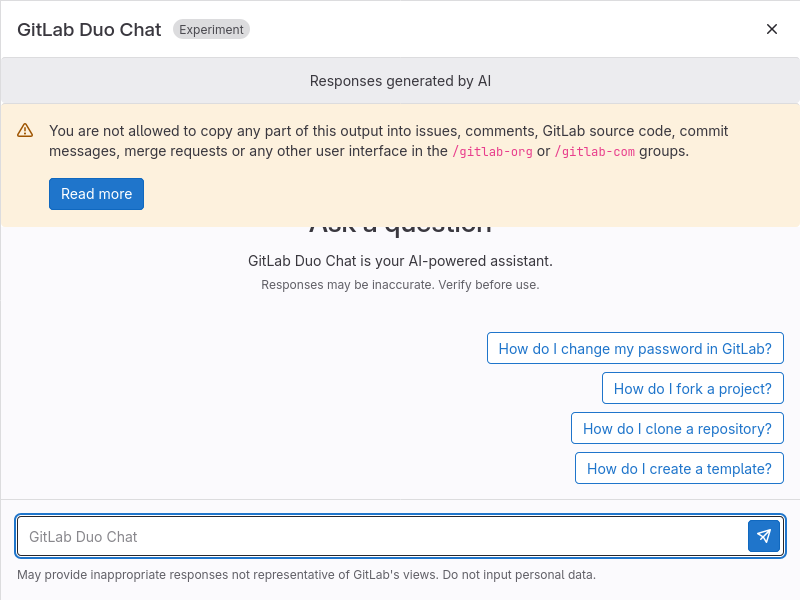 GitLab Duo Chat Experiment
Responses generated by AI
You are not allowed to copy any part of this output into issues, comments, GitLab source code, commit
messages, merge requests or any other user interface in the /gitlab-org or /gitlab-com groups.
Read more
Ask a question
GitLab Duo Chat is your AI-powered assistant.
Responses may be inaccurate. Verify before use.
How do I change my password in GitLab?
How do I fork a project?
How do I clone a repository?
How do I create a template?
GitLab Duo Chat
May provide inappropriate responses not representative of GitLab's views. Do not input personal data.